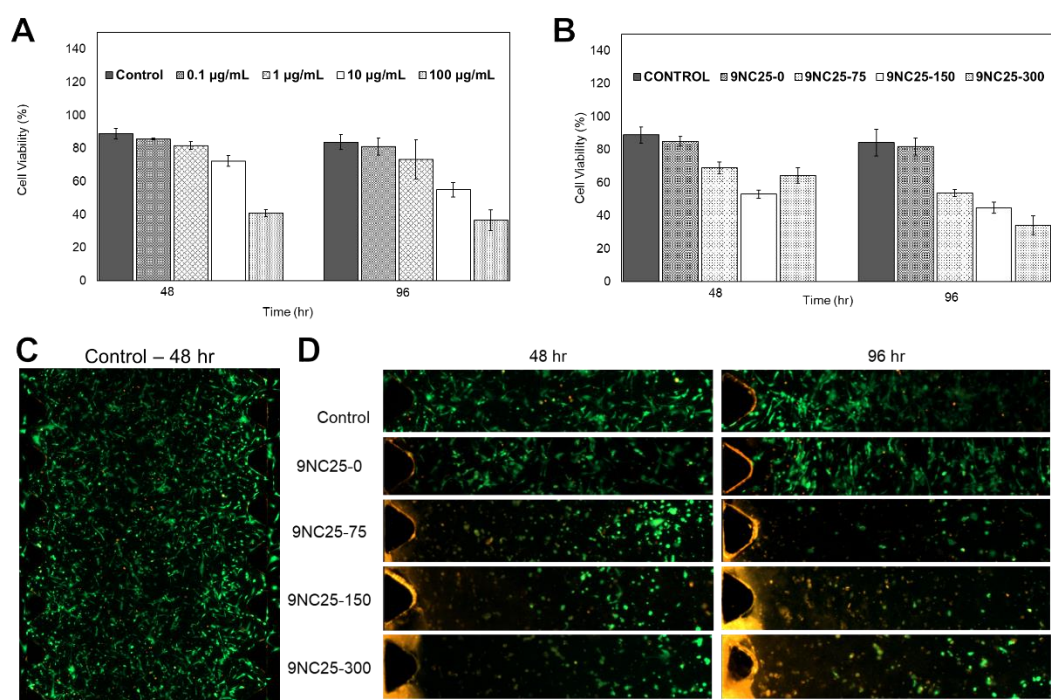 A
140
120
100
80
60
40
20
0
Cell Viability (%)
Control 0.1 µg/mL 1 µg/mL 10 µg/mL 100 µg/mL
48 96
Time (hr)
B
140
120
100
80
60
40
20
0
Cell Viability (%)
CONTROL 9NC25-0 9NC25-75 9NC25-150 9NC25-300
48 96
Time (hr)
C
Control – 48 hr
D
48 hr 96 hr
Control
9NC25-0
9NC25-75
9NC25-150
9NC25-300